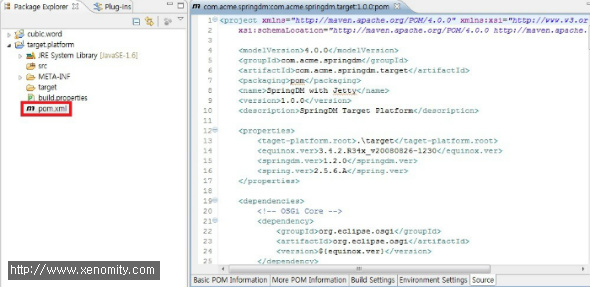 Package Explorer
Plug-ins
cubic.word
target.platform
JRE System Library [JavaSE-1.6]
src
META-INF
target
build.properties
pom.xml
http://www.xenomity.com
com.acme springdm:com.acme springdm.target:1.0.0:pom
1 <project xmlns="http://maven.apache.org/POM/4.0.0" xmlns:xsi="http://www.w3.or
2 xsi:schemaLocation="http://maven.apache.org/POM/4.0.0 http://maven.apac
3
4 <modelVersion>4.0.0</modelVersion>
5 <groupId>com.acme.springdm</groupId>
6 <artifactId>com.acme.springdm.target</artifactId>
7 <packaging>pom</packaging>
8 <name>SpringDM with Jetty</name>
9 <version>1.0.0</version>
10 <description>SpringDM Target Platform</description>
11
12 <properties>
13 <taget-platform.root>.\target</taget-platform.root>
14 <equinox.ver>3.4.2.R34x_v20080826-1230</equinox.ver>
15 <springdm.ver>1.2.0</springdm.ver>
16 <spring.ver>2.5.6.A</spring.ver>
17 </properties>
18
19 <dependencies>
20 <!-- OSGi Core -->
21 <dependency>
22 <groupId>org.eclipse.osgi</groupId>
23 <artifactId>org.eclipse.osgi</artifactId>
24 <version>${equinox.ver}</version>
25 </dependency>
Basic POM Information
More POM Information
Build Settings
Environment Settings
Source